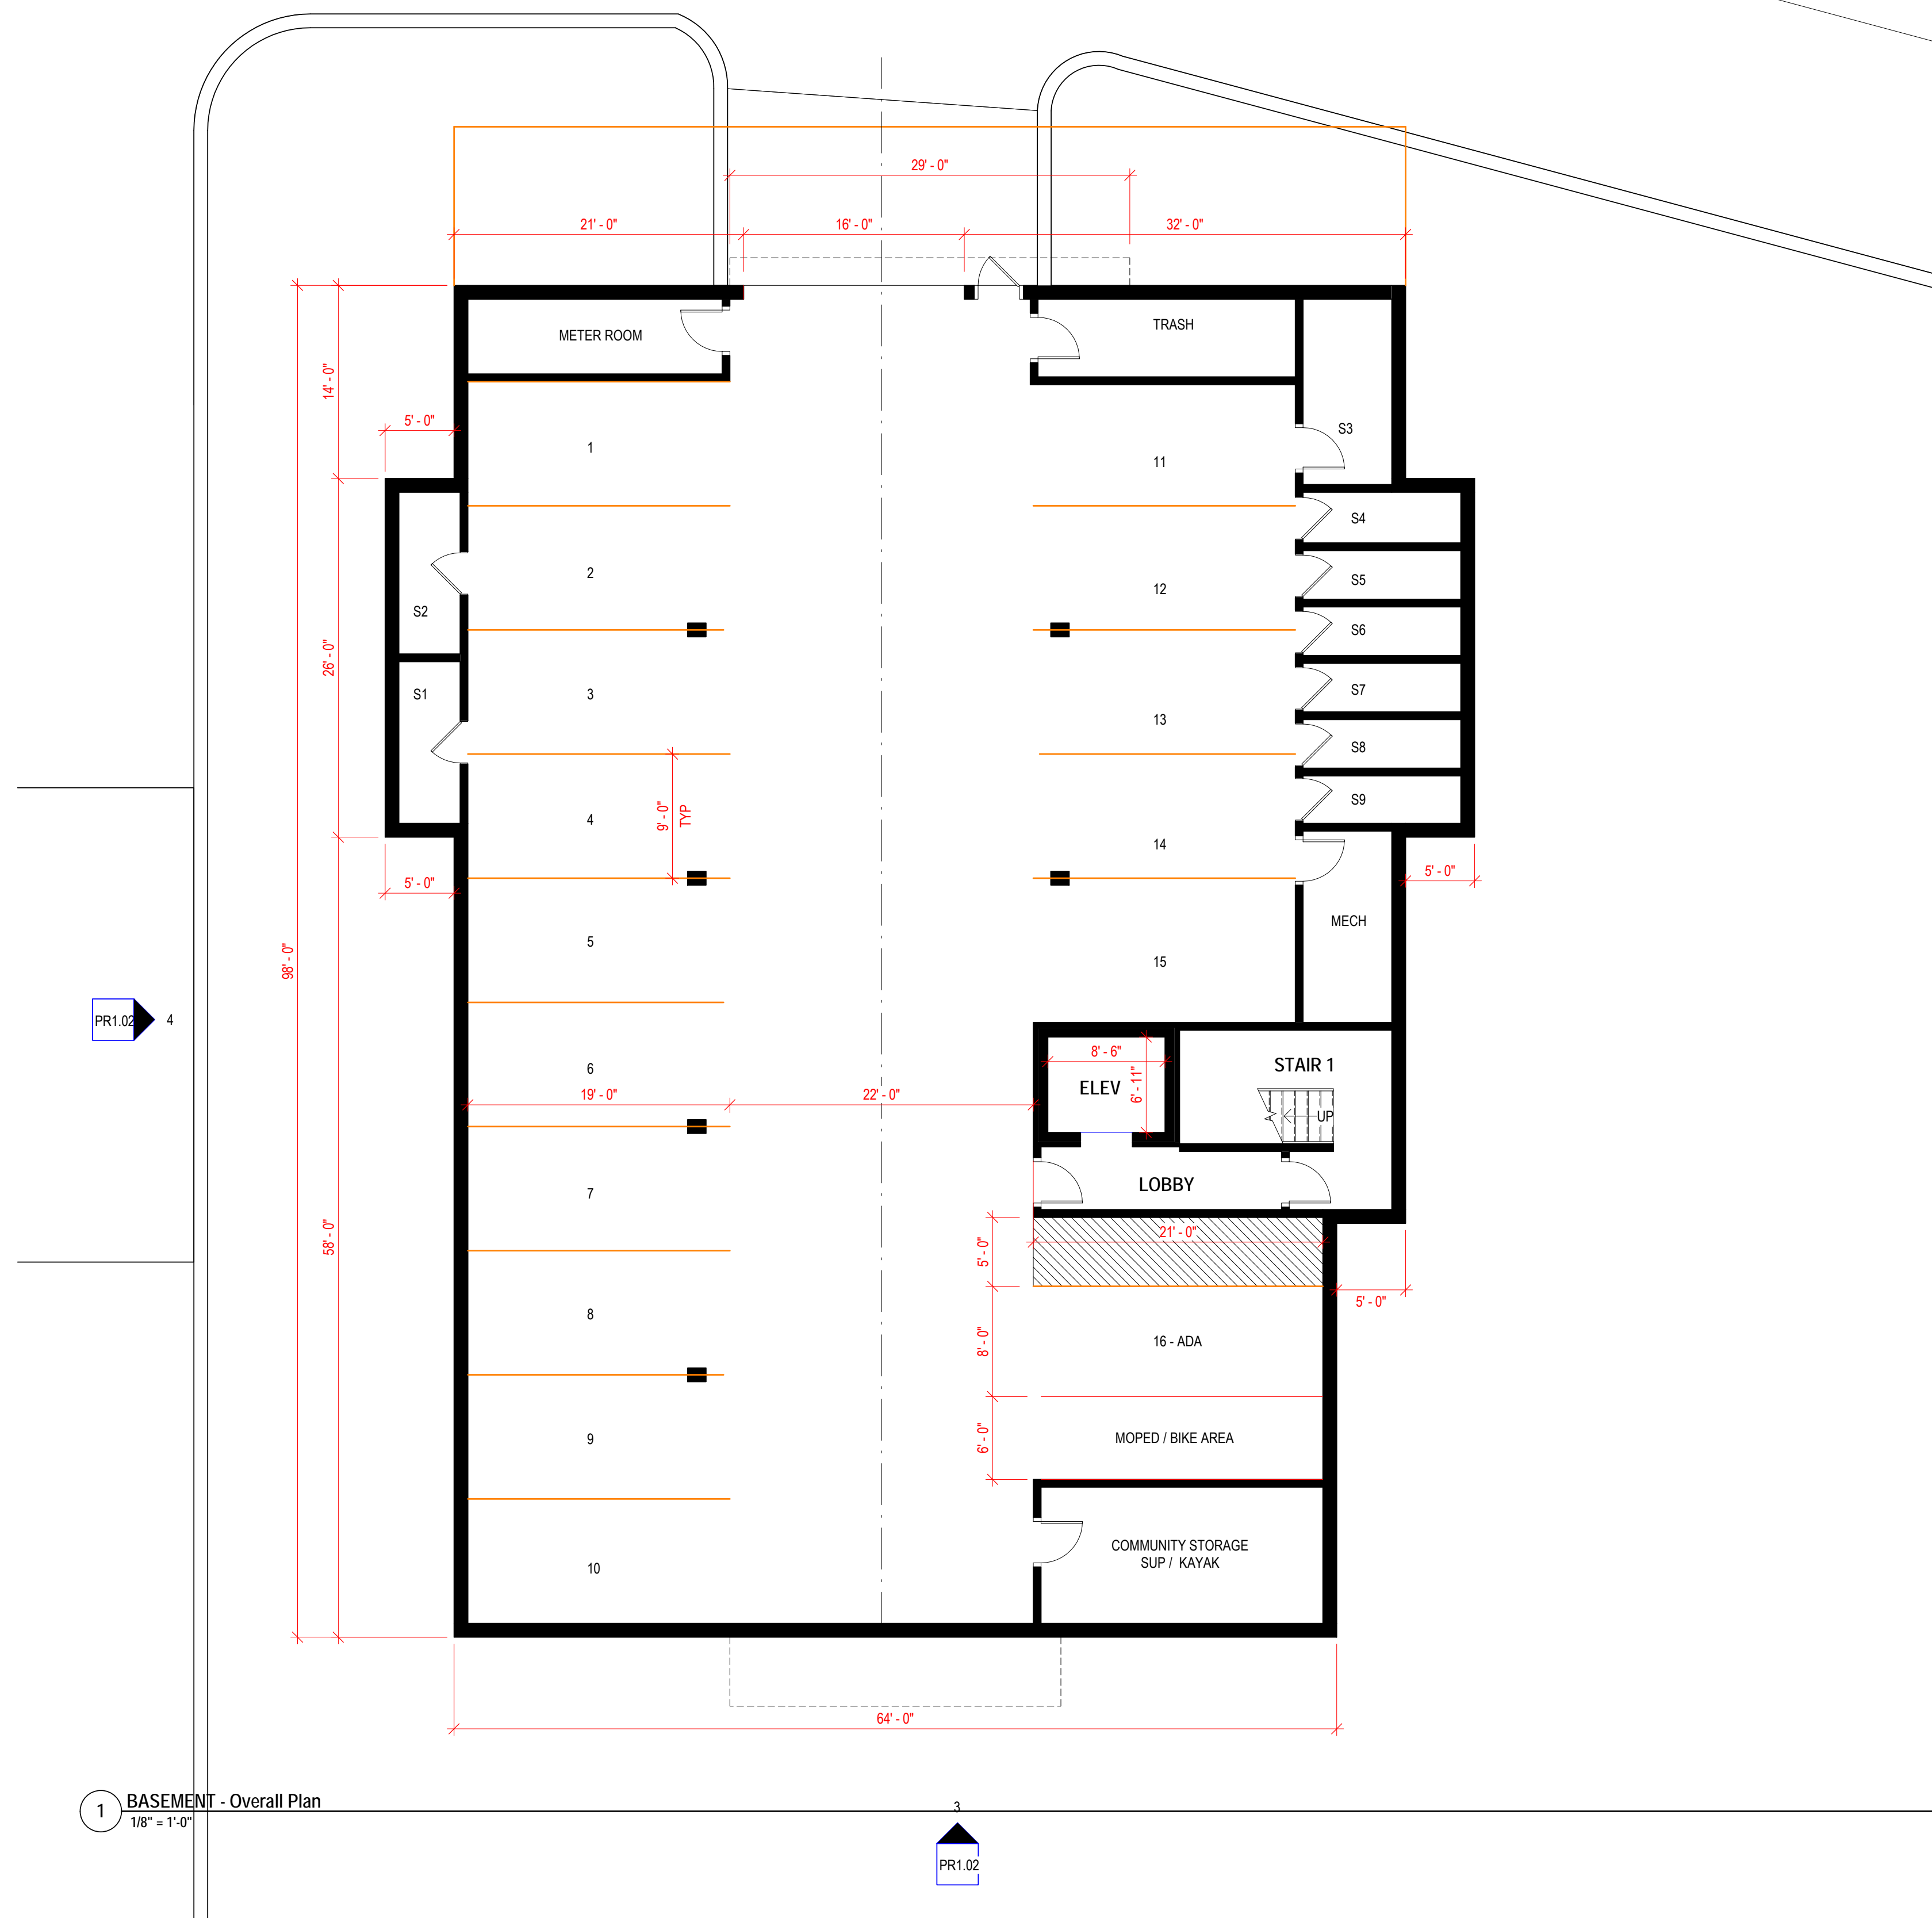 29' - 0"
21' - 0"
16' - 0"
32' - 0"
METER ROOM
TRASH
14' - 0"
5' - 0"
S3
1
11
S4
2
S5
12
S2
S6
26' - 0"
S1
S7
3
13
S8
9' - 0"
TYP
4
S9
14
5' - 0"
5' - 0"
MECH
5
15
98' - 0"
PR1.02
4
8' - 6"
6' - 11"
STAIR 1
6
ELEV
19' - 0"
22' - 0"
UP
7
LOBBY
58' - 0"
21' - 0"
5' - 0"
5' - 0"
8
8' - 0"
16 - ADA
9
6' - 0"
MOPED / BIKE AREA
10
COMMUNITY STORAGE
SUP / KAYAK
64' - 0"
1
BASEMENT - Overall Plan
1/8" = 1'-0"
3
PR1.02